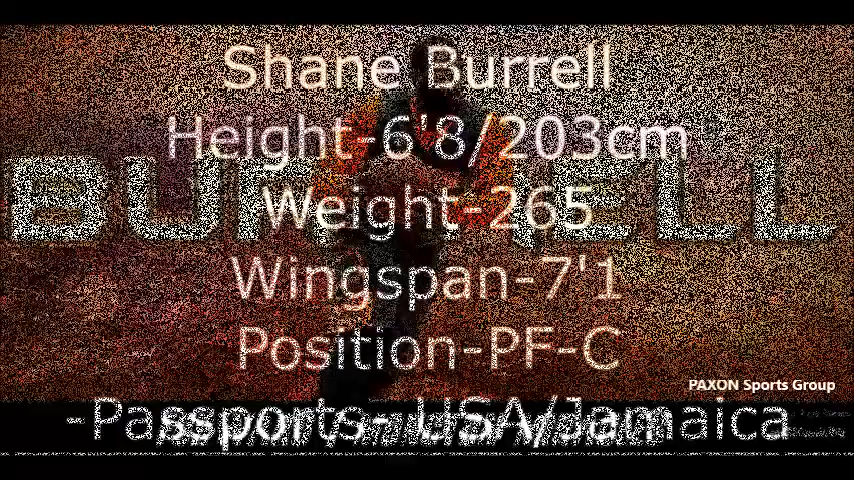 Shane Burrell
Height-6'8/203cm
BURRELL
Weight-265
Wingspan-7'1
Position-PF-C
PAXON Sports Group
-Passports- USA/Jamaica